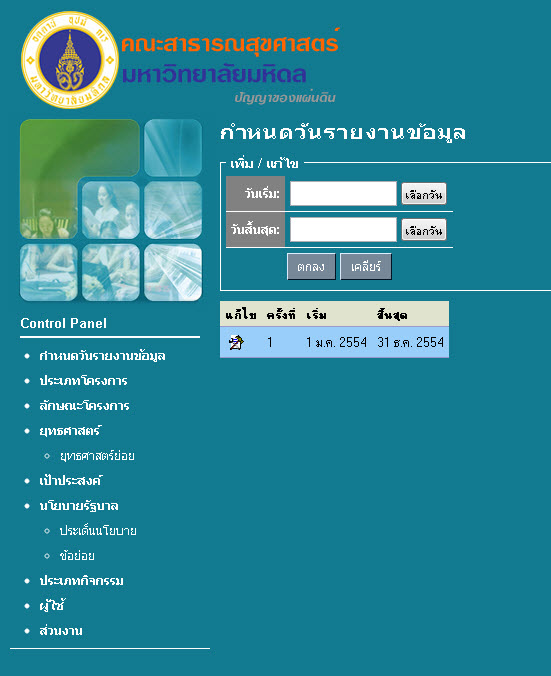 คณะสาธารณสุขศาสตร์
มหาวิทยาลัยมหิดล
ปัญญาของแผ่นดิน
กำหนดวันรายงานข้อมูล
เพิ่ม / แก้ไข
วันเริ่ม: เลือกวัน
วันสิ้นสุด: เลือกวัน
ตกลง เคลียร์
แก้ไข ครั้งที่ เริ่ม สิ้นสุด
1 1 ม.ค. 2554 31 ธ.ค. 2554
Control Panel
กำหนดวันรายงานข้อมูล
ประเภทโครงการ
ลักษณะโครงการ
ยุทธศาสตร์
ยุทธศาสตร์ย่อย
เป้าประสงค์
นโยบายรัฐบาล
ประเด็นนโยบาย
ข้อย่อย
ประเภทกิจกรรม
ผู้ใช้
ส่วนงาน